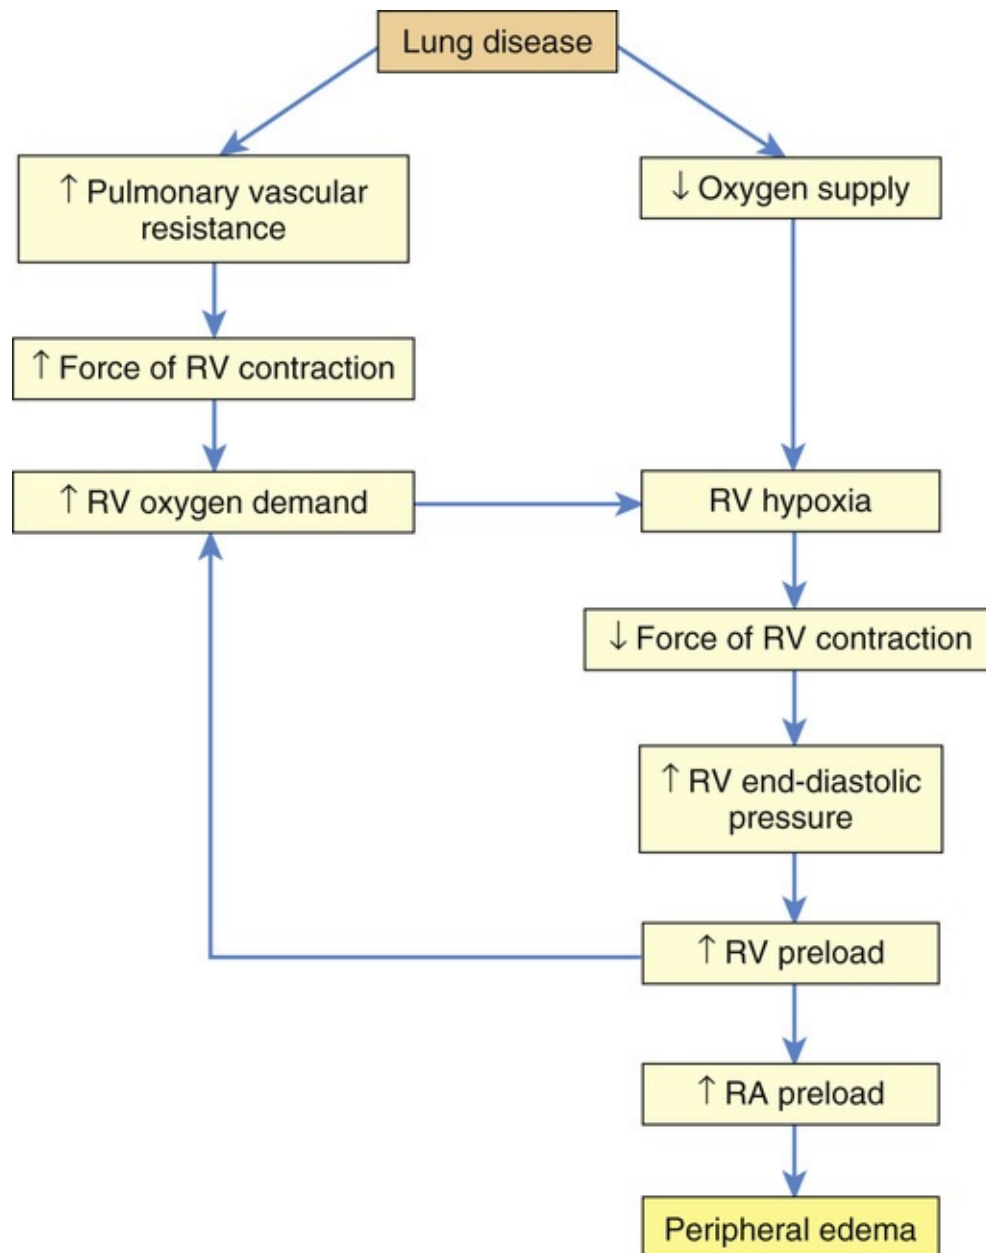 Lung disease
↑ Pulmonary vascular
resistance
↓ Oxygen supply
↑ Force of RV contraction
↑ RV oxygen demand
RV hypoxia
↓ Force of RV contraction
↑ RV end-diastolic
pressure
↑ RV preload
↑ RA preload
Peripheral edema